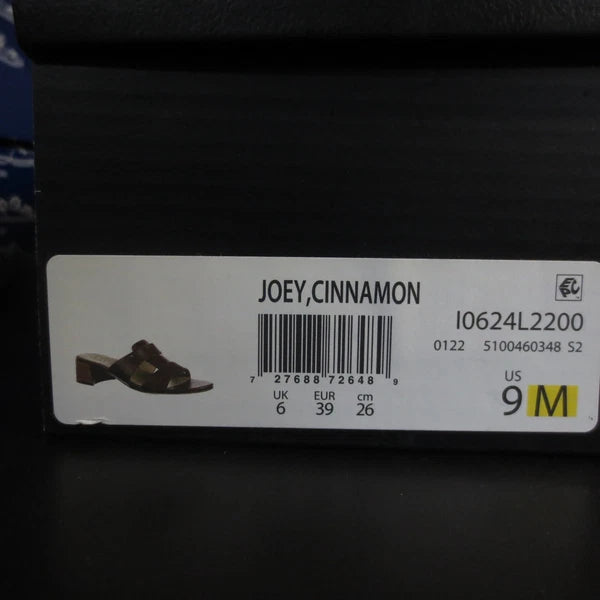 JOEY,CINNAMON
I0624L2200
0122 5100460348 S2
7 27688 72648 9
UK EUR cm
6 39 26
US
9 M